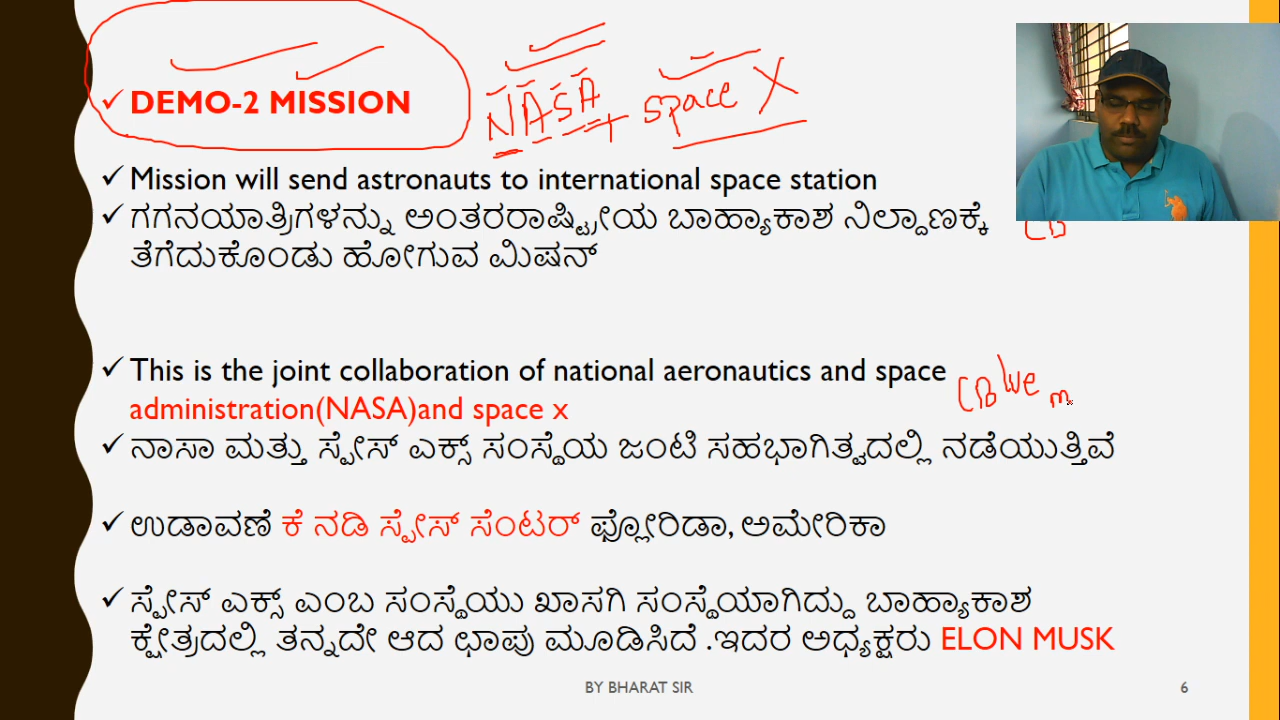 DEMO-2 MISSION
NASA + space X
Mission will send astronauts to international space station
ಗಗನಯಾತ್ರಿಗಳನ್ನು ಅಂತರರಾಷ್ಟ್ರೀಯ ಬಾಹ್ಯಾಕಾಶ ನಿಲ್ದಾಣಕ್ಕೆ
ತೆಗೆದುಕೊಂಡು ಹೋಗುವ ಮಿಷನ್
This is the joint collaboration of national aeronautics and space
administration(NASA)and space x
ನಾಸಾ ಮತ್ತು ಸ್ಪೇಸ್ ಎಕ್ಸ್ ಸಂಸ್ಥೆಯ ಜಂಟಿ ಸಹಭಾಗಿತ್ವದಲ್ಲಿ ನಡೆಯುತ್ತಿವೆ
ಉಡಾವಣೆ ಕೆ ನಡಿ ಸ್ಪೇಸ್ ಸೆಂಟರ್ ಫ್ಲೋರಿಡಾ, ಅಮೇರಿಕಾ
ಸ್ಪೇಸ್ ಎಕ್ಸ್ ಎಂಬ ಸಂಸ್ಥೆಯು ಖಾಸಗಿ ಸಂಸ್ಥೆಯಾಗಿದ್ದು ಬಾಹ್ಯಾಕಾಶ
ಕ್ಷೇತ್ರದಲ್ಲಿ ತನ್ನದೇ ಆದ ಛಾಪು ಮೂಡಿಸಿದೆ .ಇದರ ಅಧ್ಯಕ್ಷರು ELON MUSK
BY BHARAT SIR
6